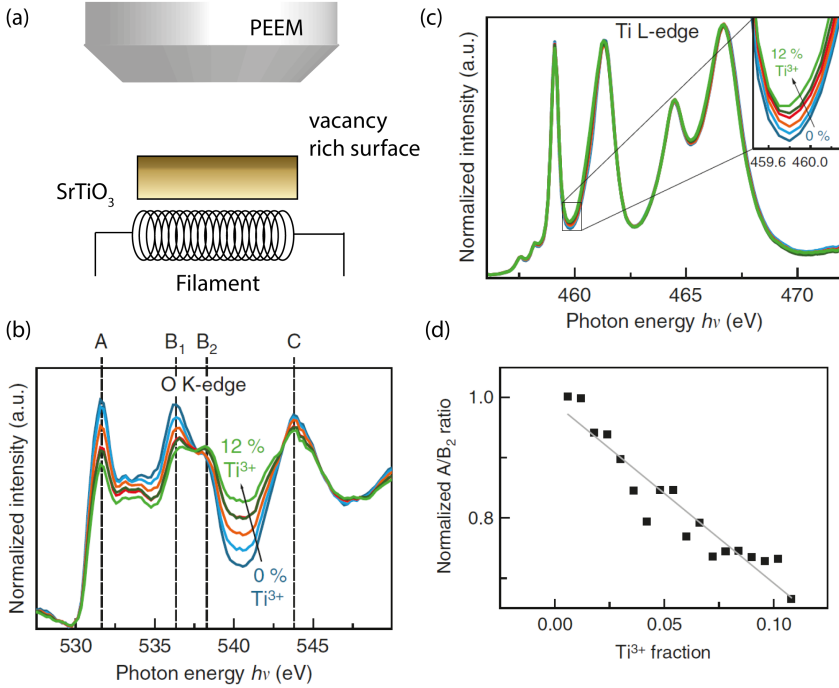 (a)
PEEM
vacancy
rich surface
SrTiO3
Filament
(b)
A B1 B2 C
O K-edge
12 %
Ti3+
0 %
Ti3+
Normalized intensity (a.u.)
530 535 540 545
Photon energy hν (eV)
(c)
Ti L-edge
12 %
Ti3+
0 %
459.6 460.0
Normalized intensity (a.u.)
460 465 470
Photon energy hν (eV)
(d)
Normalized A/B2 ratio
1.0
0.8
0.00 0.05 0.10
Ti3+ fraction